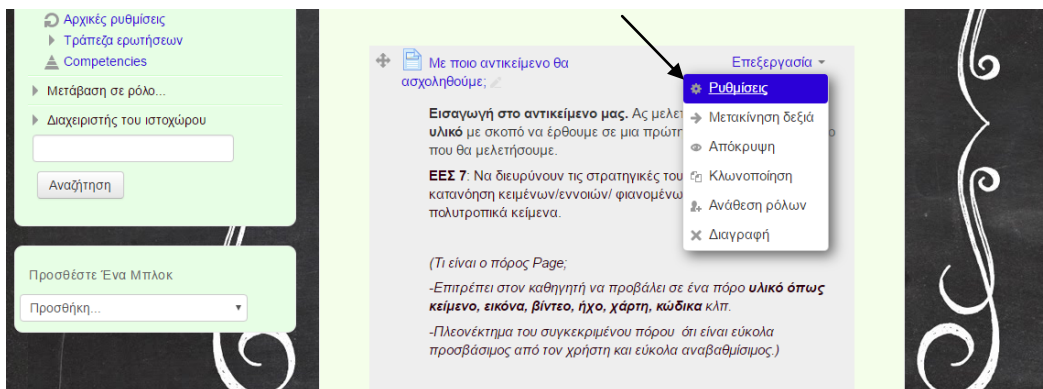 Αρχικές ρυθμίσεις
Τράπεζα ερωτήσεων
Competencies
Μετάβαση σε ρόλο...
Διαχειριστής του ιστοχώρου
Αναζήτηση
Προσθέστε Ένα Μπλοκ
Προσθήκη...
Με ποιο αντικείμενο θα
ασχοληθούμε;
Επεξεργασία
Ρυθμίσεις
Μετακίνηση δεξιά
Απόκρυψη
Κλωνοποίηση
Ανάθεση ρόλων
Διαγραφή
Εισαγωγή στο αντικείμενο μας. Ας
υλικό με σκοπό να έρθουμε σε μια
που θα μελετήσουμε.
ΕΕΣ 7: Να διευρύνουν τις στρατηγικές
κατανόηση κειμένων/εννοιών/
πολυτροπικά κείμενα.
(Τι είναι ο πόρος Page;
-Επιτρέπει στον καθηγητή να προβάλει σε ένα πόρο υλικό όπως
κείμενο, εικόνα, βίντεο, ήχο, χάρτη, κώδικα κλπ.
-Πλεονέκτημα του συγκεκριμένου πόρου ότι είναι εύκολα
προσβάσιμος από τον χρήστη και εύκολα αναβαθμίσιμος.)